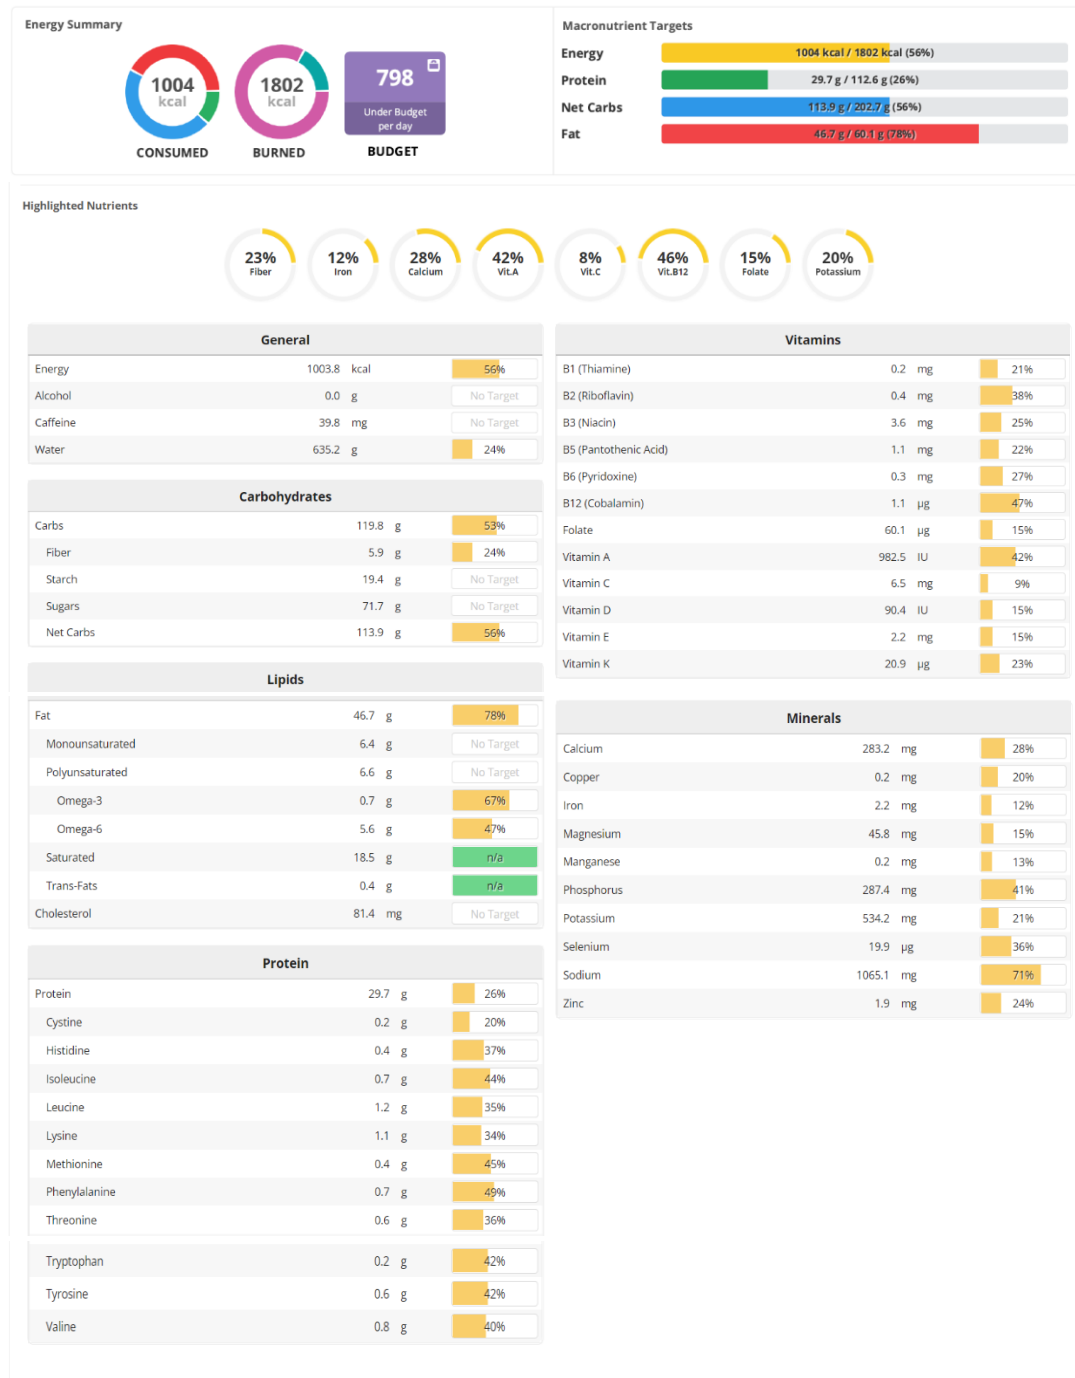 Energy Summary
1004
kcal
CONSUMED
1802
kcal
BURNED
798
Under Budget
per day
BUDGET
Macronutrient Targets
Energy 1004 kcal / 1802 kcal (56%)
Protein 29.7 g / 112.6 g (26%)
Net Carbs 113.9 g / 202.7 g (56%)
Fat 46.7 g / 60.1 g (78%)
Highlighted Nutrients
23% Fiber
12% Iron
28% Calcium
42% Vit.A
8% Vit.C
46% Vit.B12
15% Folate
20% Potassium
General
Energy 1003.8 kcal 56%
Alcohol 0.0 g No Target
Caffeine 39.8 mg No Target
Water 635.2 g 24%
Carbohydrates
Carbs 119.8 g 53%
Fiber 5.9 g 24%
Starch 19.4 g No Target
Sugars 71.7 g No Target
Net Carbs 113.9 g 56%
Lipids
Fat 46.7 g 78%
Monounsaturated 6.4 g No Target
Polyunsaturated 6.6 g No Target
Omega-3 0.7 g 67%
Omega-6 5.6 g 47%
Saturated 18.5 g n/a
Trans-Fats 0.4 g n/a
Cholesterol 81.4 mg No Target
Protein
Protein 29.7 g 26%
Cystine 0.2 g 20%
Histidine 0.4 g 37%
Isoleucine 0.7 g 44%
Leucine 1.2 g 35%
Lysine 1.1 g 34%
Methionine 0.4 g 45%
Phenylalanine 0.7 g 49%
Threonine 0.6 g 36%
Tryptophan 0.2 g 42%
Tyrosine 0.6 g 42%
Valine 0.8 g 40%
Vitamins
B1 (Thiamine) 0.2 mg 21%
B2 (Riboflavin) 0.4 mg 38%
B3 (Niacin) 3.6 mg 25%
B5 (Pantothenic Acid) 1.1 mg 22%
B6 (Pyridoxine) 0.3 mg 27%
B12 (Cobalamin) 1.1 µg 47%
Folate 60.1 µg 15%
Vitamin A 982.5 IU 42%
Vitamin C 6.5 mg 9%
Vitamin D 90.4 IU 15%
Vitamin E 2.2 mg 15%
Vitamin K 20.9 µg 23%
Minerals
Calcium 283.2 mg 28%
Copper 0.2 mg 20%
Iron 2.2 mg 12%
Magnesium 45.8 mg 15%
Manganese 0.2 mg 13%
Phosphorus 287.4 mg 41%
Potassium 534.2 mg 21%
Selenium 19.9 µg 36%
Sodium 1065.1 mg 71%
Zinc 1.9 mg 24%